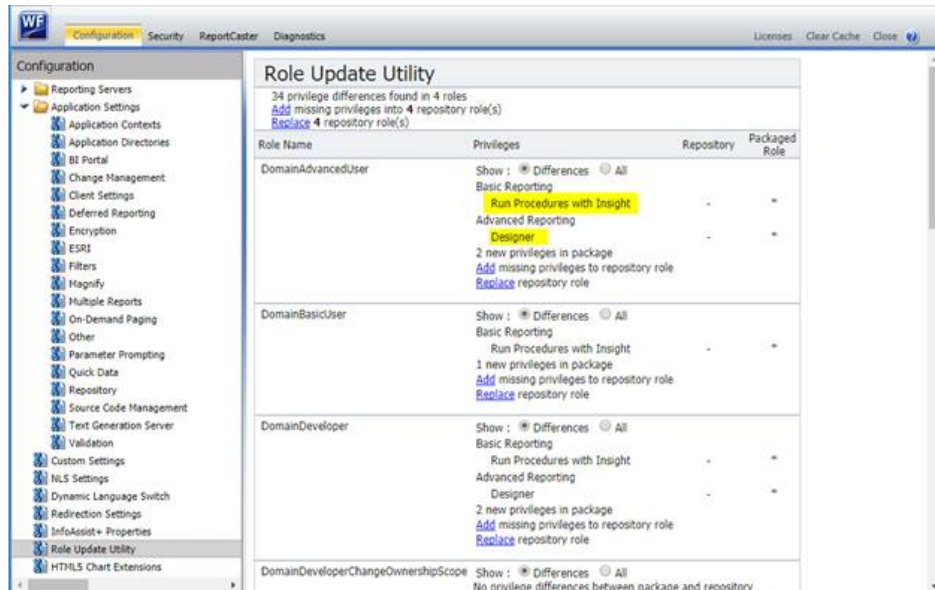 WF
Configuration Security ReportCaster Diagnostics Licenses Clear Cache Close
Configuration
Reporting Servers
Application Settings
Application Contexts
Application Directories
BI Portal
Change Management
Client Settings
Deferred Reporting
Encryption
ESRI
Filters
Magnify
Multiple Reports
On-Demand Paging
Other
Parameter Prompting
Quick Data
Repository
Source Code Management
Text Generation Server
Validation
Custom Settings
NLS Settings
Dynamic Language Switch
Redirection Settings
InfoAssist+ Properties
Role Update Utility
HTML5 Chart Extensions
Role Update Utility
34 privilege differences found in 4 roles
Add missing privileges into 4 repository role(s)
Replace 4 repository role(s)
Role Name Privileges Repository Packaged Role
DomainAdvancedUser Show : Differences All
Basic Reporting
Run Procedures with Insight - *
Advanced Reporting
Designer - *
2 new privileges in package
Add missing privileges to repository role
Replace repository role
DomainBasicUser Show : Differences All
Basic Reporting
Run Procedures with Insight - *
1 new privileges in package
Add missing privileges to repository role
Replace repository role
DomainDeveloper Show : Differences All
Basic Reporting
Run Procedures with Insight - *
Advanced Reporting
Designer - *
2 new privileges in package
Add missing privileges to repository role
Replace repository role
DomainDeveloperChangeOwnershipScope Show : Differences All
No privilege differences between package and repository